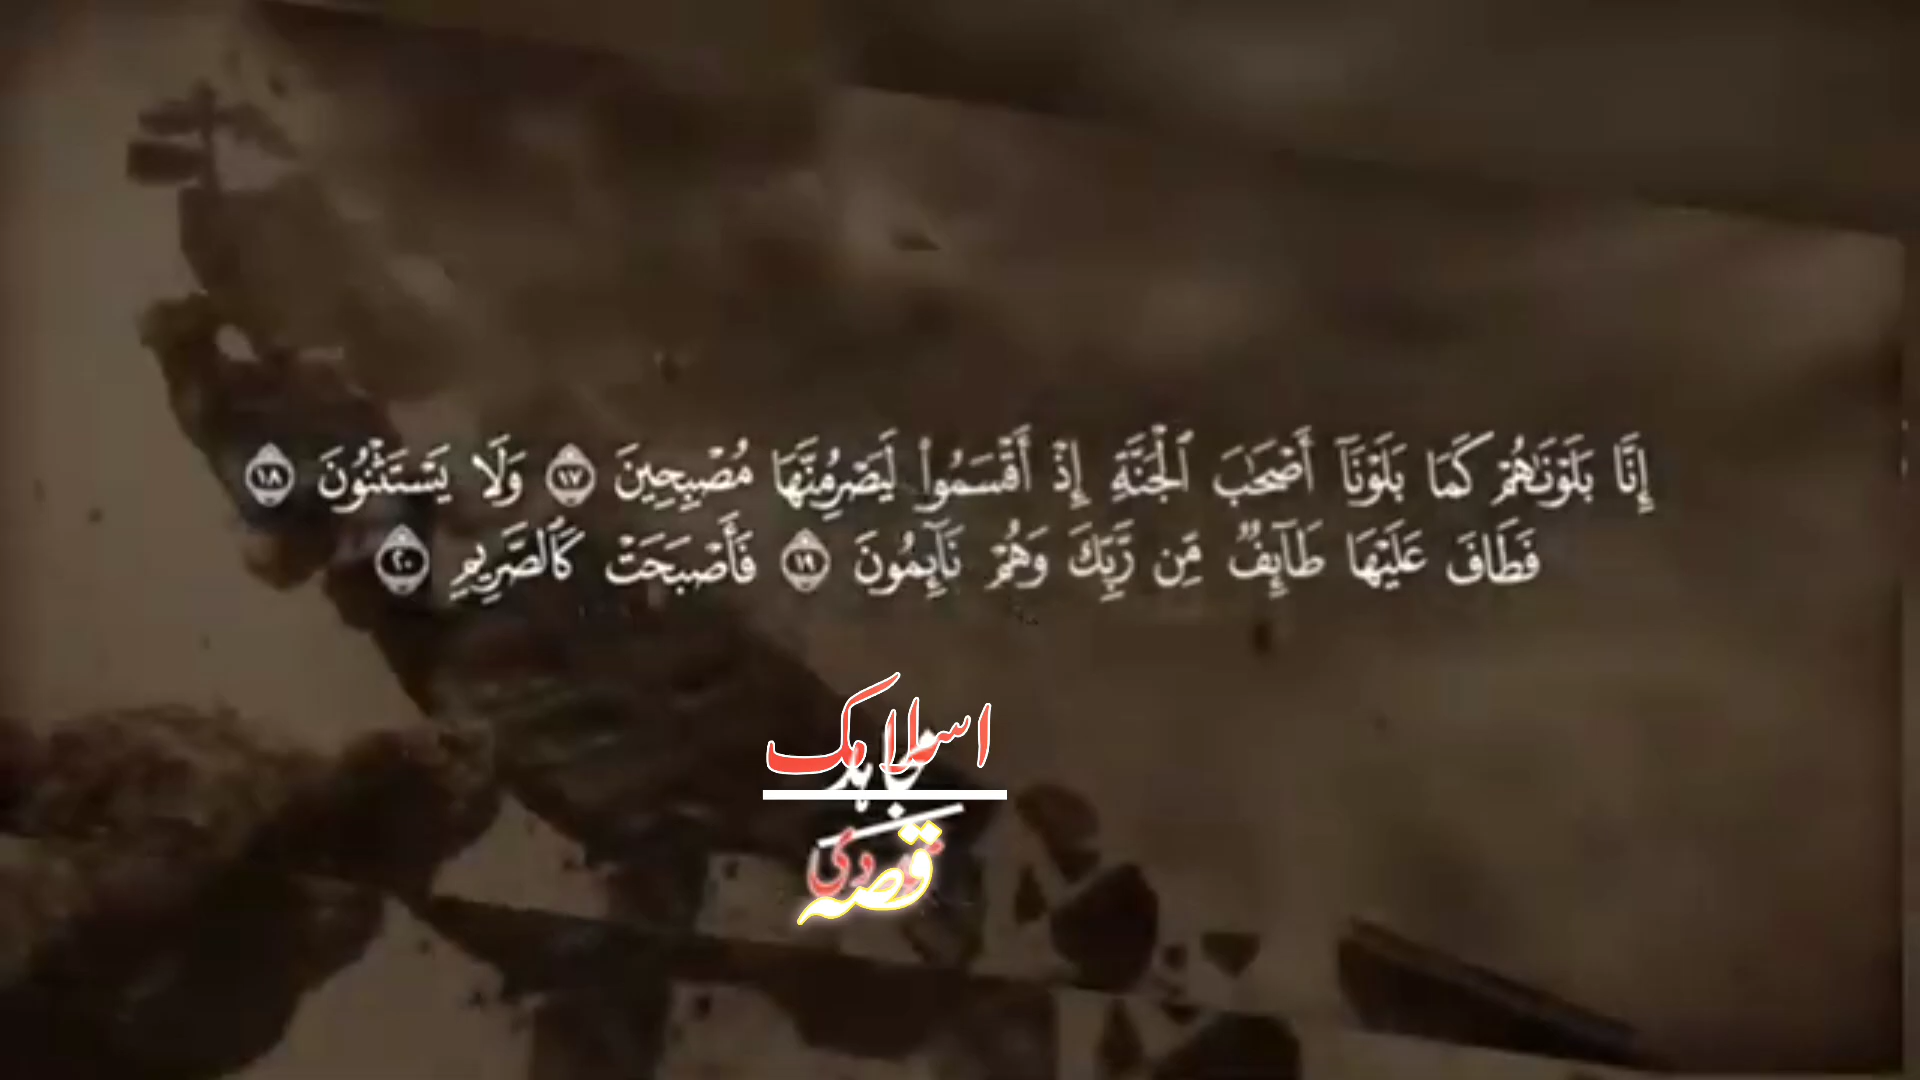 إِنَّا بَلَوْنَٰهُمْ كَمَا بَلَوْنَآ أَصْحَٰبَ ٱلْجَنَّةِ إِذْ أَقْسَمُوا۟ لَيَصْرِمُنَّهَا مُصْبِحِينَ ١٧ وَلَا يَسْتَثْنُونَ ١٨
فَطَافَ عَلَيْهَا طَآئِفٌ مِّن رَّبِّكَ وَهُمْ نَآئِمُونَ ١٩ فَأَصْبَحَتْ كَٱلصَّرِيمِ ٢٠
اسلامک
قصہ